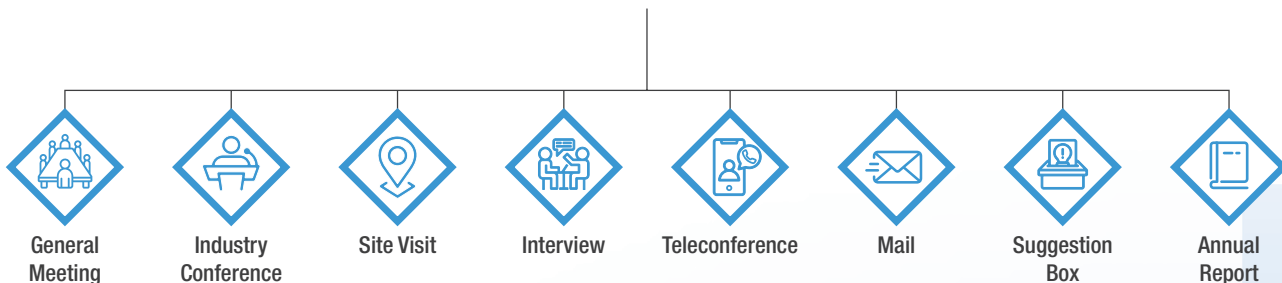 General
Meeting
Industry
Conference
Site Visit
Interview
Teleconference
Mail
Suggestion
Box
Annual
Report